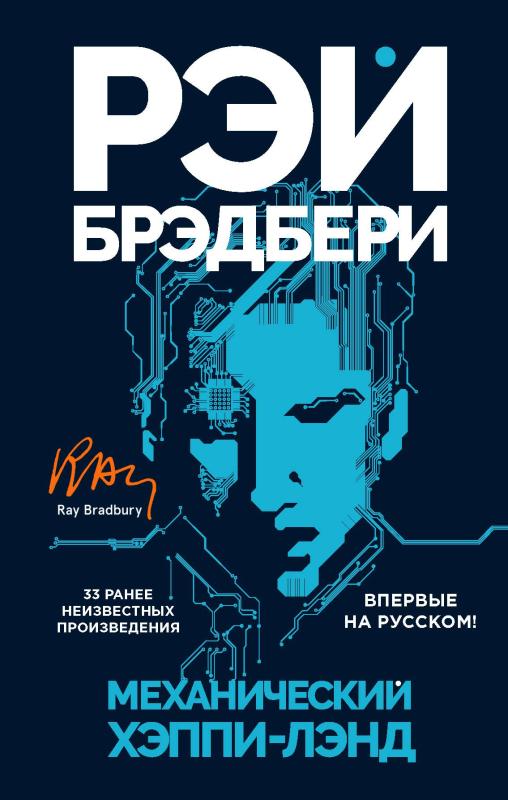 РЭЙ
БРЭДБЕРИ
Ray
Ray Bradbury
33 РАНЕЕ
НЕИЗВЕСТНЫХ
ПРОИЗВЕДЕНИЯ
ВПЕРВЫЕ
НА РУССКОМ!
МЕХАНИЧЕСКИЙ
ХЭППИ-ЛЭНД